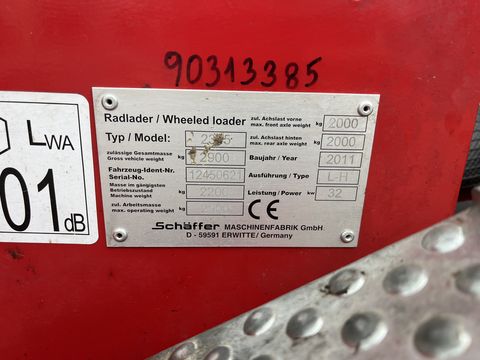 90313385
Radlader / Wheeled loader
zul. Achslast vorne
max. front axle weight kg 2000
Typ / Model:
zul. Achslast hinten
max. rear axle weight kg 2000
zulässige Gesamtmasse
Gross vehicle weight kg 2900
Baujahr / Year 2011
Fahrzeug-Ident-Nr.
Serial-No. 12450621
Ausführung / Type L-H
Masse im gängigsten
Betriebszustand
Machine weight kg 2200
Leistung / Power kw 32
zul. Arbeitsmasse
max. operating weight kg
CE
Schäffer MASCHINENFABRIK GmbH
D - 59591 ERWITTE/ Germany
LWA
01 dB